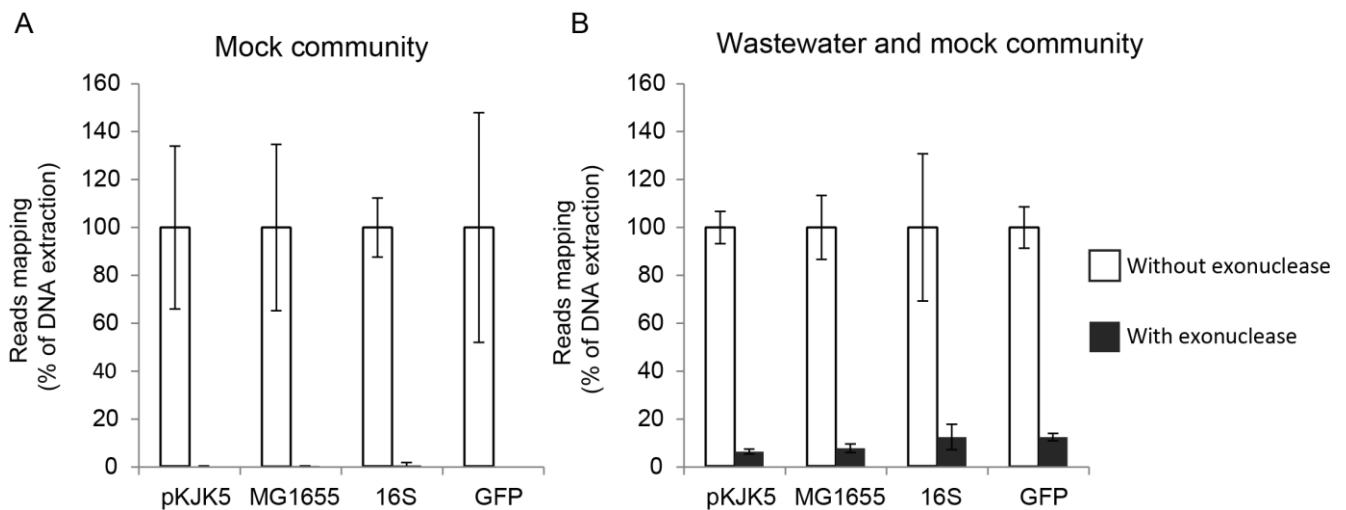 A
Mock community
Reads mapping
(% of DNA extraction)
160
140
120
100
80
60
40
20
0
pKJK5 MG1655 16S GFP
B
Wastewater and mock community
Reads mapping
(% of DNA extraction)
160
140
120
100
80
60
40
20
0
pKJK5 MG1655 16S GFP
Without exonuclease
With exonuclease